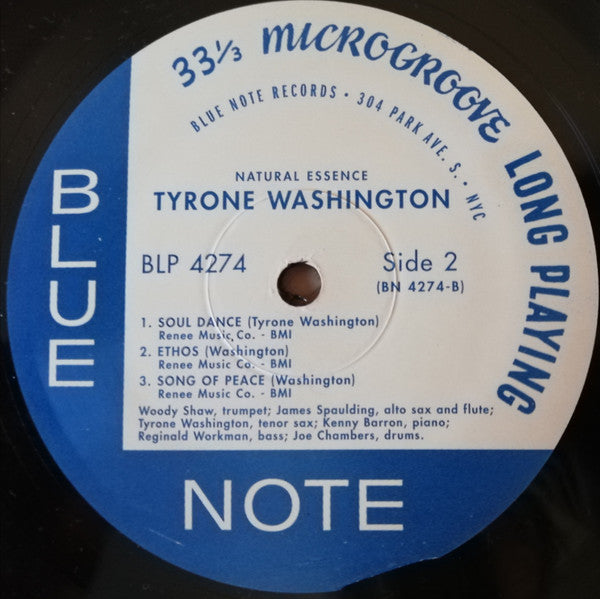 33⅓ MICROGROOVE LONG PLAYING
BLUE NOTE RECORDS • 304 PARK AVE. S. • NYC
NATURAL ESSENCE
TYRONE WASHINGTON
BLP 4274
Side 2
(BN 4274-B)
1. SOUL DANCE (Tyrone Washington)
Renee Music Co. - BMI
2. ETHOS (Washington)
Renee Music Co. - BMI
3. SONG OF PEACE (Washington)
Renee Music Co. - BMI
Woody Shaw, trumpet; James Spaulding, alto sax and flute;
Tyrone Washington, tenor sax; Kenny Barron, piano;
Reginald Workman, bass; Joe Chambers, drums.
BLUE
NOTE